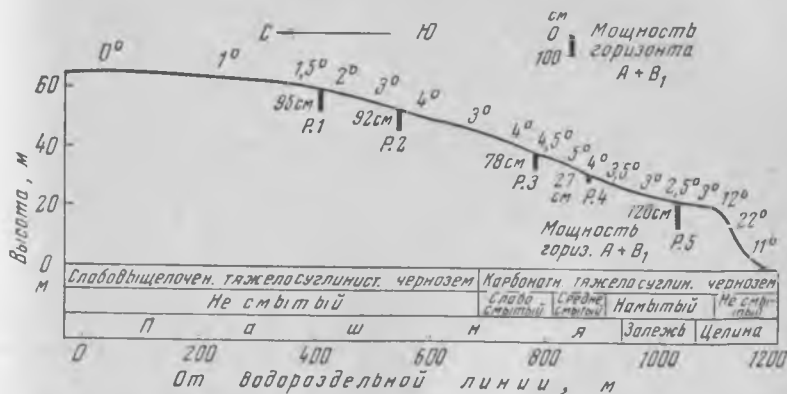 С ← Ю
см
0
100
Мощность
горизонта
А + В₁
Высота, м
60
40
20
0
м
0° 1° 1,5° 2° 3° 4° 3° 4° 4,5° 5° 4° 3,5° 3° 2,5° 3° 12° 22° 11°
95см
Р.1
92см
Р.2
78см
Р.3
27
см
Р.4
120см
Р.5
Мощность
гориз. А + В₁
Слабовыщелочен. тяжелосуглинист. чернозем Карбонатн. тяжелосуглин. чернозем
Не смытый Слабо смытый Средне смытый Намытый Не смытый
П а ш н я Залежь Целина
0 200 400 600 800 1000 1200
От водораздельной линии, м